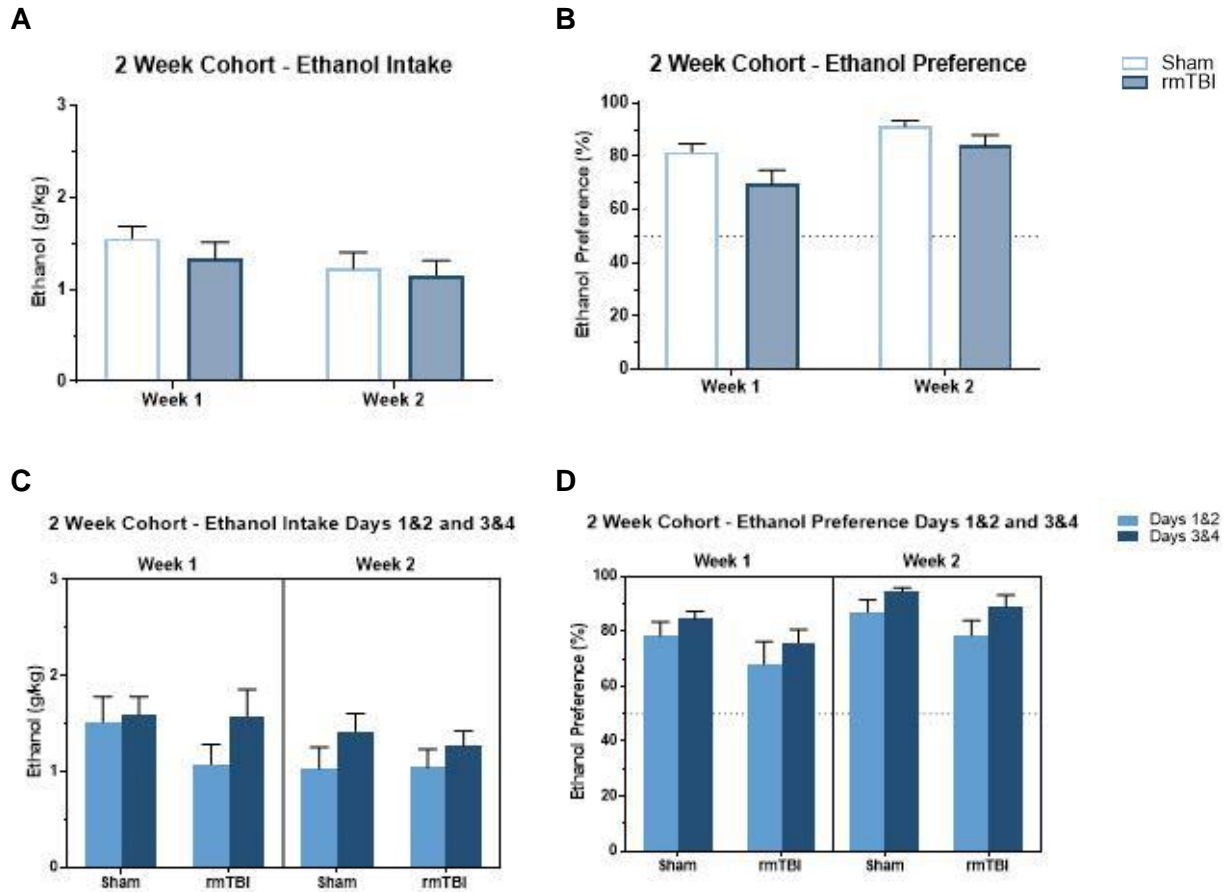 A
B
2 Week Cohort - Ethanol Intake
2 Week Cohort - Ethanol Preference
Sham
rmTBI
Ethanol (g/kg)
3
2
1
0
Week 1
Week 2
Ethanol Preference (%)
100
80
60
40
20
0
Week 1
Week 2
C
D
2 Week Cohort - Ethanol Intake Days 1&2 and 3&4
2 Week Cohort - Ethanol Preference Days 1&2 and 3&4
Days 1&2
Days 3&4
Week 1
Week 2
Ethanol (g/kg)
3
2
1
0
Sham
rmTBI
Sham
rmTBI
Week 1
Week 2
Ethanol Preference (%)
100
80
60
40
20
0
Sham
rmTBI
Sham
rmTBI